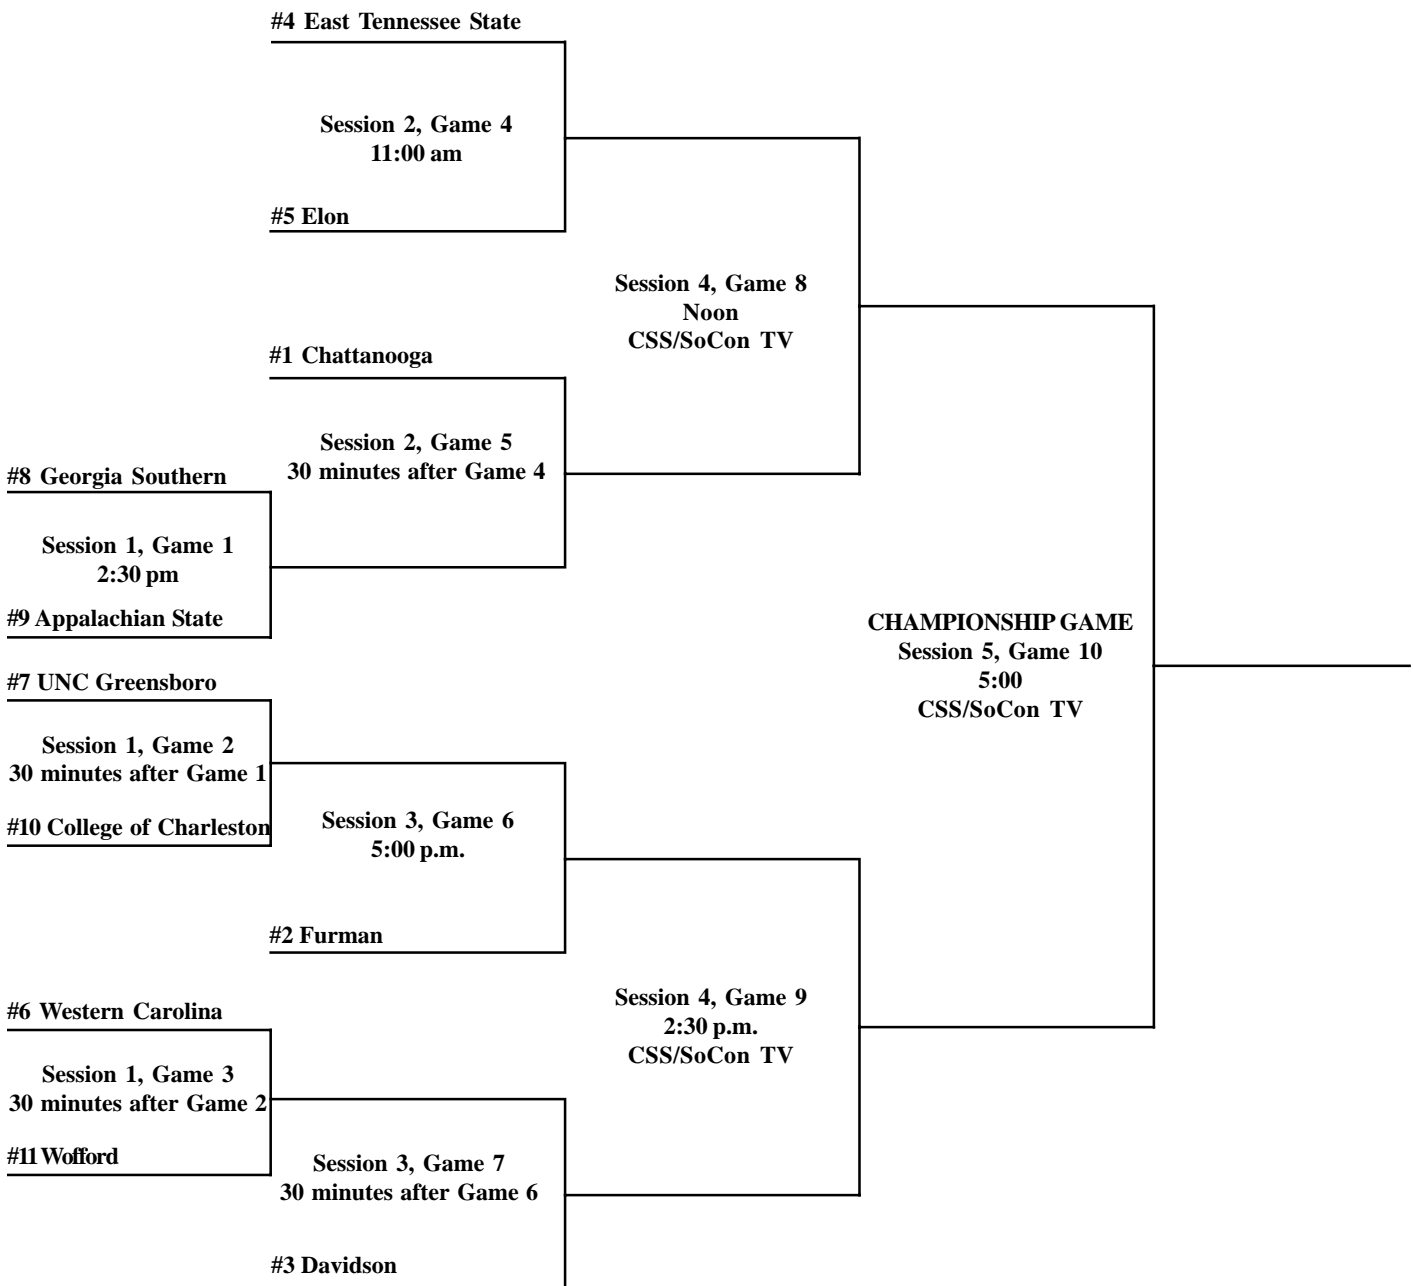 #4 East Tennessee State
Session 2, Game 4
11:00 am
#5 Elon
Session 4, Game 8
Noon
CSS/SoCon TV
#1 Chattanooga
Session 2, Game 5
30 minutes after Game 4
#8 Georgia Southern
Session 1, Game 1
2:30 pm
#9 Appalachian State
CHAMPIONSHIP GAME
Session 5, Game 10
5:00
CSS/SoCon TV
#7 UNC Greensboro
Session 1, Game 2
30 minutes after Game 1
#10 College of Charleston
Session 3, Game 6
5:00 p.m.
#2 Furman
Session 4, Game 9
2:30 p.m.
CSS/SoCon TV
#6 Western Carolina
Session 1, Game 3
30 minutes after Game 2
#11 Wofford
Session 3, Game 7
30 minutes after Game 6
#3 Davidson